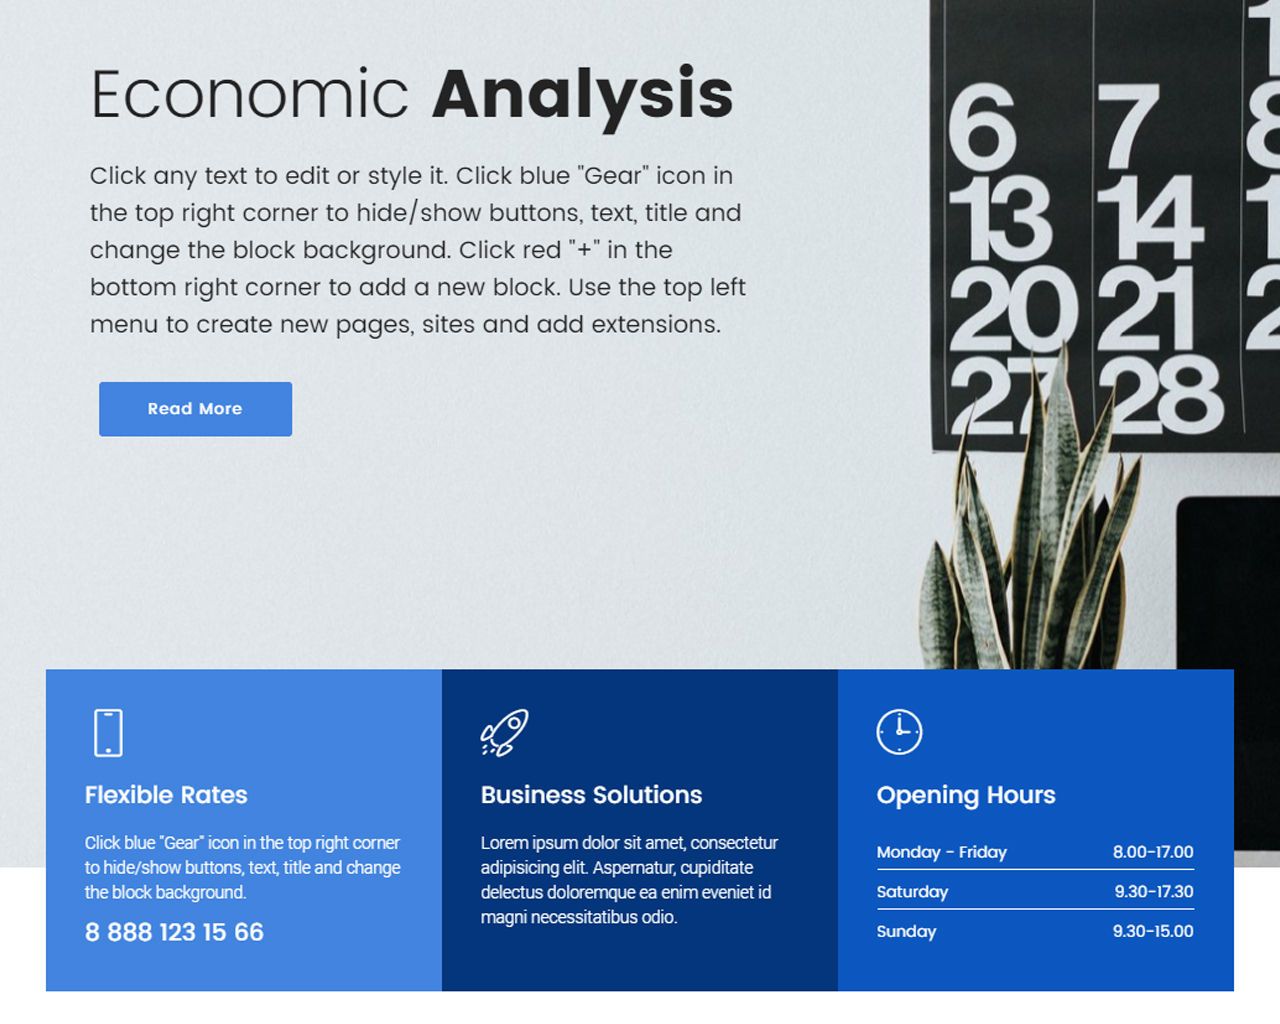 Economic Analysis
Click any text to edit or style it. Click blue "Gear" icon in
the top right corner to hide/show buttons, text, title and
change the block background. Click red "+" in the
bottom right corner to add a new block. Use the top left
menu to create new pages, sites and add extensions.
Read More
6 7 8
13 14
20 21
27 28
Flexible Rates
Click blue "Gear" icon in the top right corner
to hide/show buttons, text, title and change
the block background.
8 888 123 15 66
Business Solutions
Lorem ipsum dolor sit amet, consectetur
adipisicing elit. Aspernatur, cupiditate
delectus doloremque ea enim eveniet id
magni necessitatibus odio.
Opening Hours
Monday - Friday 8.00-17.00
Saturday 9.30-17.30
Sunday 9.30-15.00